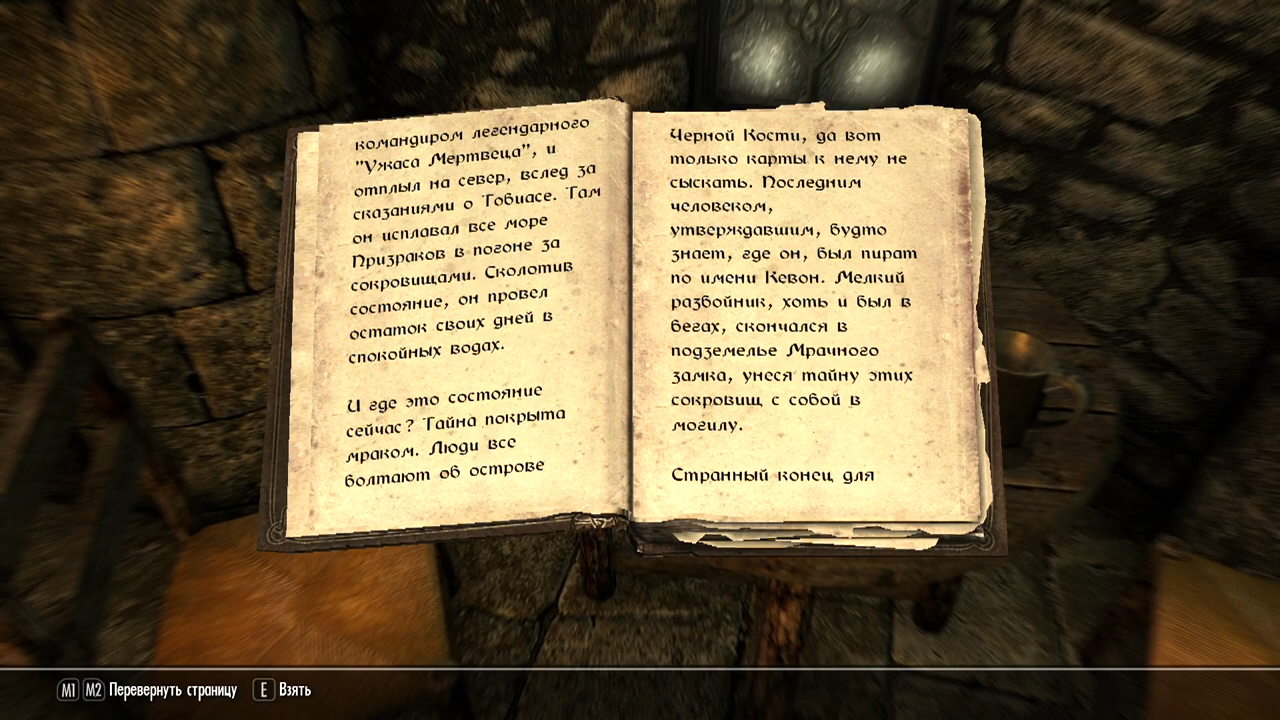 командиром легендарного
"Ужаса Мертвеца", и
отплыл на север, вслед за
сказаниями о Тобиасе. Там
он исплавал все море
Призраков в погоне за
сокровищами. Сколотив
состояние, он провел
остаток своих дней в
спокойных водах.
И где это состояние
сейчас? Тайна покрыта
мраком. Люди все
болтают об острове
Черной Кости, да вот
только карты к нему не
сыскать. Последним
человеком,
утверждавшим, будто
знает, где он, был пират
по имени Кевон. Мелкий
разбойник, хоть и был в
бегах, скончался в
подземелье Мрачного
замка, унеся тайну этих
сокровищ с собой в
могилу.
Странный конец для
M1 M2 Перевернуть страницу E Взять